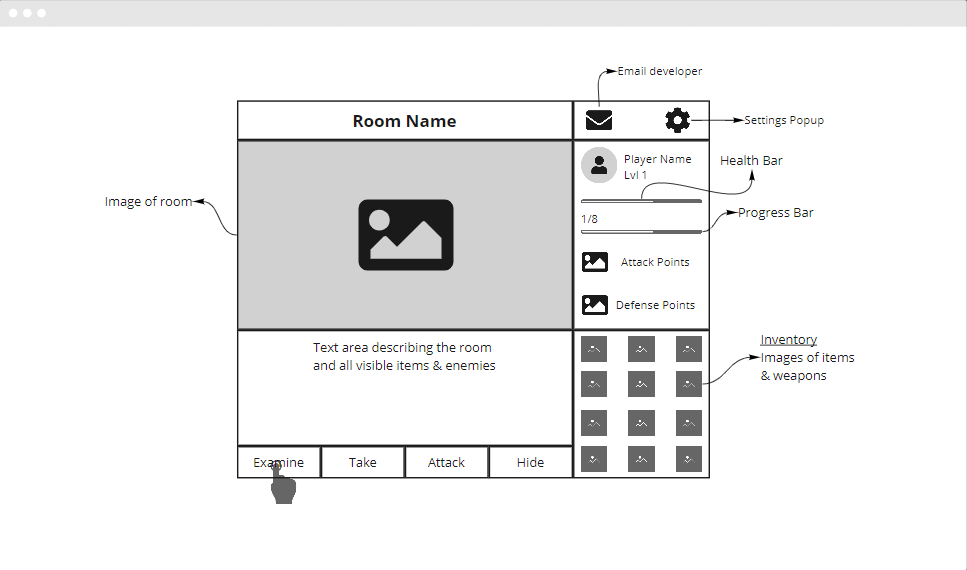 Email developer
Room Name
Settings Popup
Player Name
Lvl 1
Health Bar
Image of room
Progress Bar
1/8
Attack Points
Defense Points
Text area describing the room
and all visible items & enemies
Inventory
Images of items
& weapons
Examine
Take
Attack
Hide